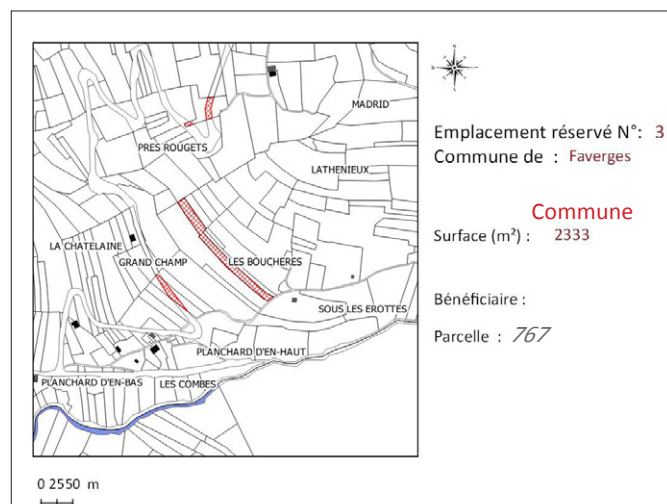 MADRID
PRES ROUGETS
LATHENIEUX
LA CHATELAINE
GRAND CHAMP
LES BOUCHERES
SOUS LES EROTTES
PLANCHARD D'EN-HAUT
PLANCHARD D'EN-BAS
LES COMBES
0 2550 m
N
Emplacement réservé N°: 3
Commune de : Faverges
Commune
Surface (m²) : 2333
Bénéficiaire :
Parcelle : 767